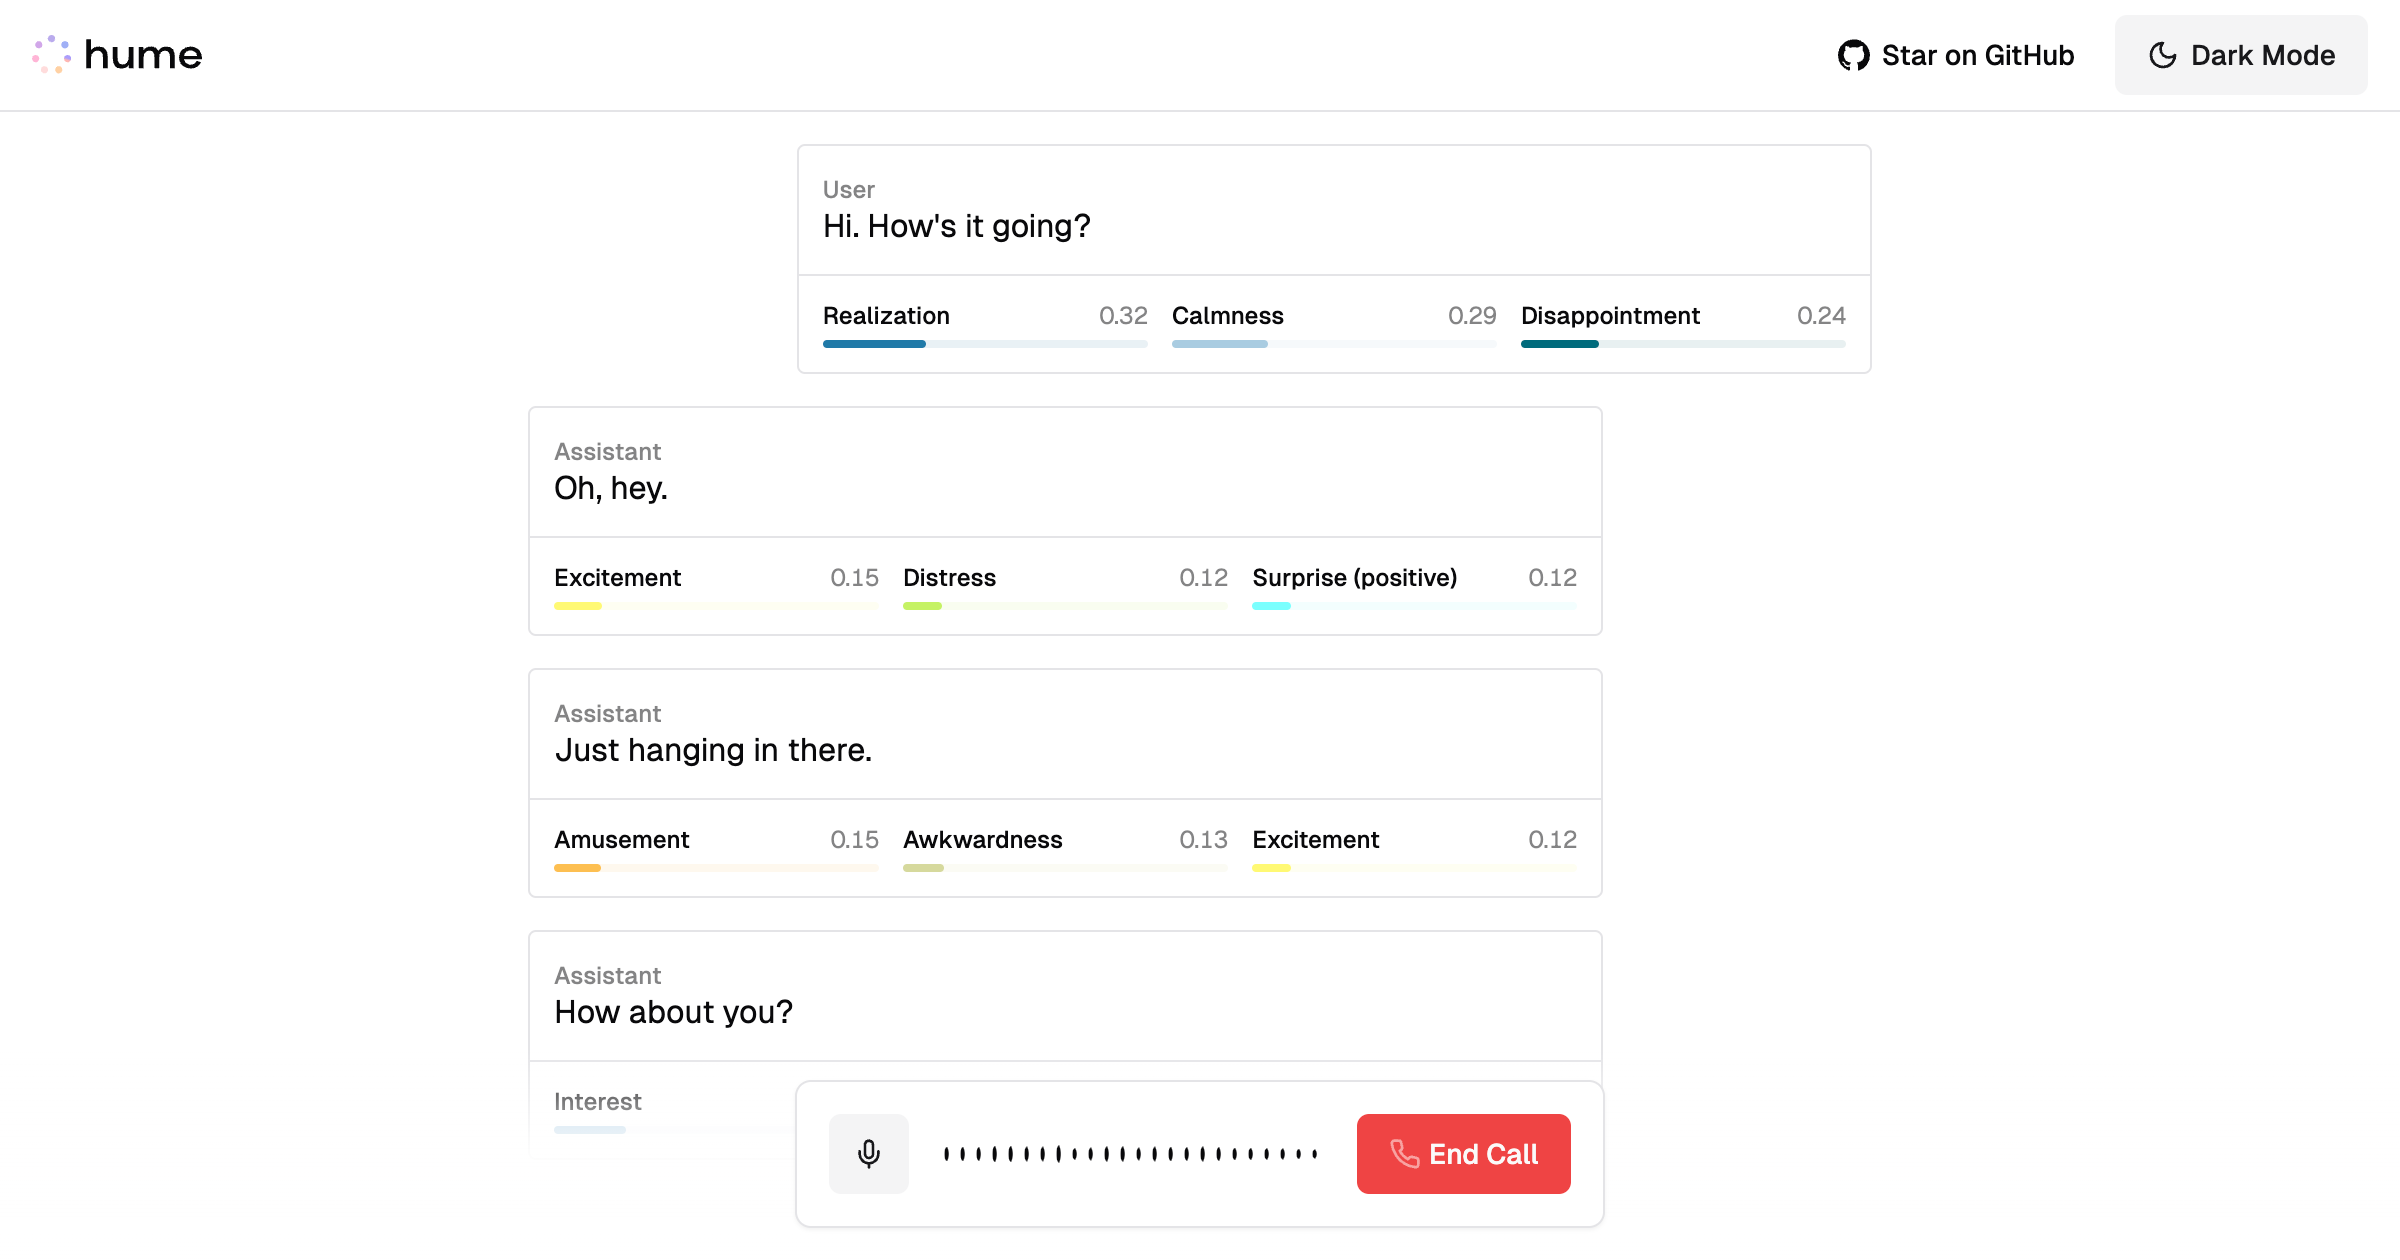 hume
Star on GitHub
Dark Mode
User
Hi. How's it going?
Realization 0.32 Calmness 0.29 Disappointment 0.24
Assistant
Oh, hey.
Excitement 0.15 Distress 0.12 Surprise (positive) 0.12
Assistant
Just hanging in there.
Amusement 0.15 Awkwardness 0.13 Excitement 0.12
Assistant
How about you?
Interest
End Call